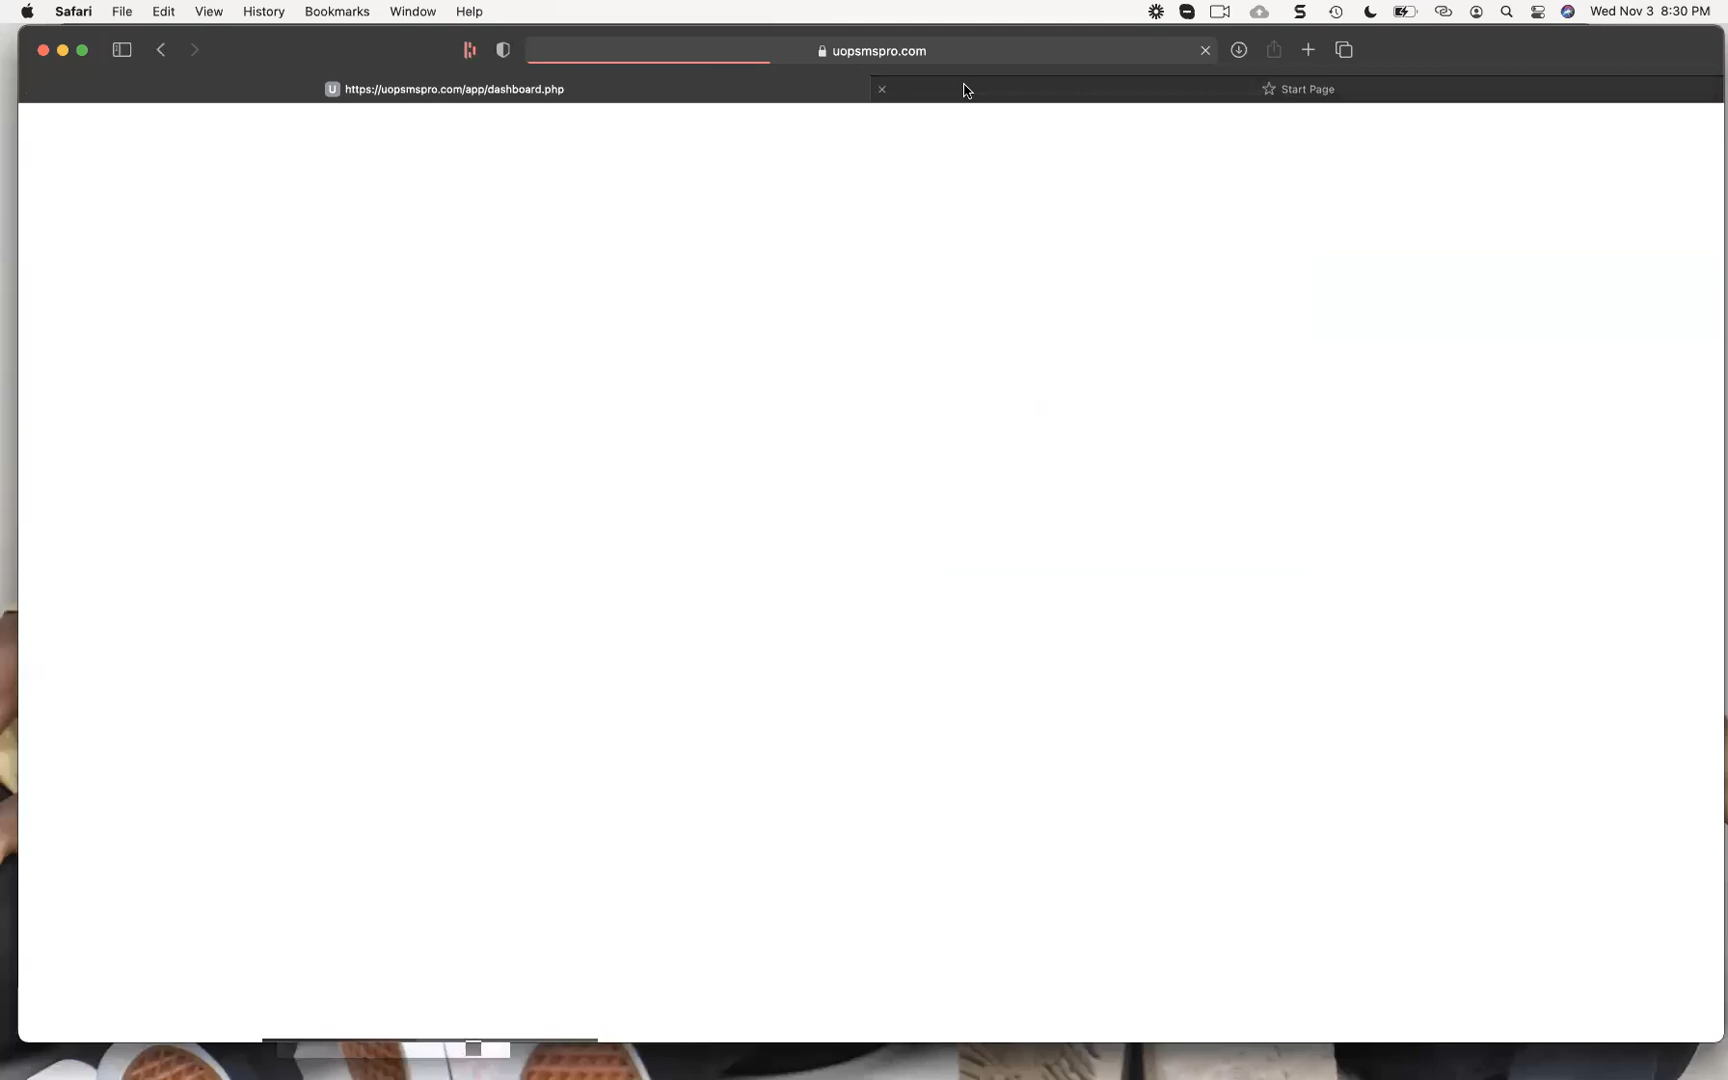 Safari File Edit View History Bookmarks Window Help Wed Nov 3 8:30 PM
uopsmspro.com
U https://uopsmspro.com/app/dashboard.php
Start Page